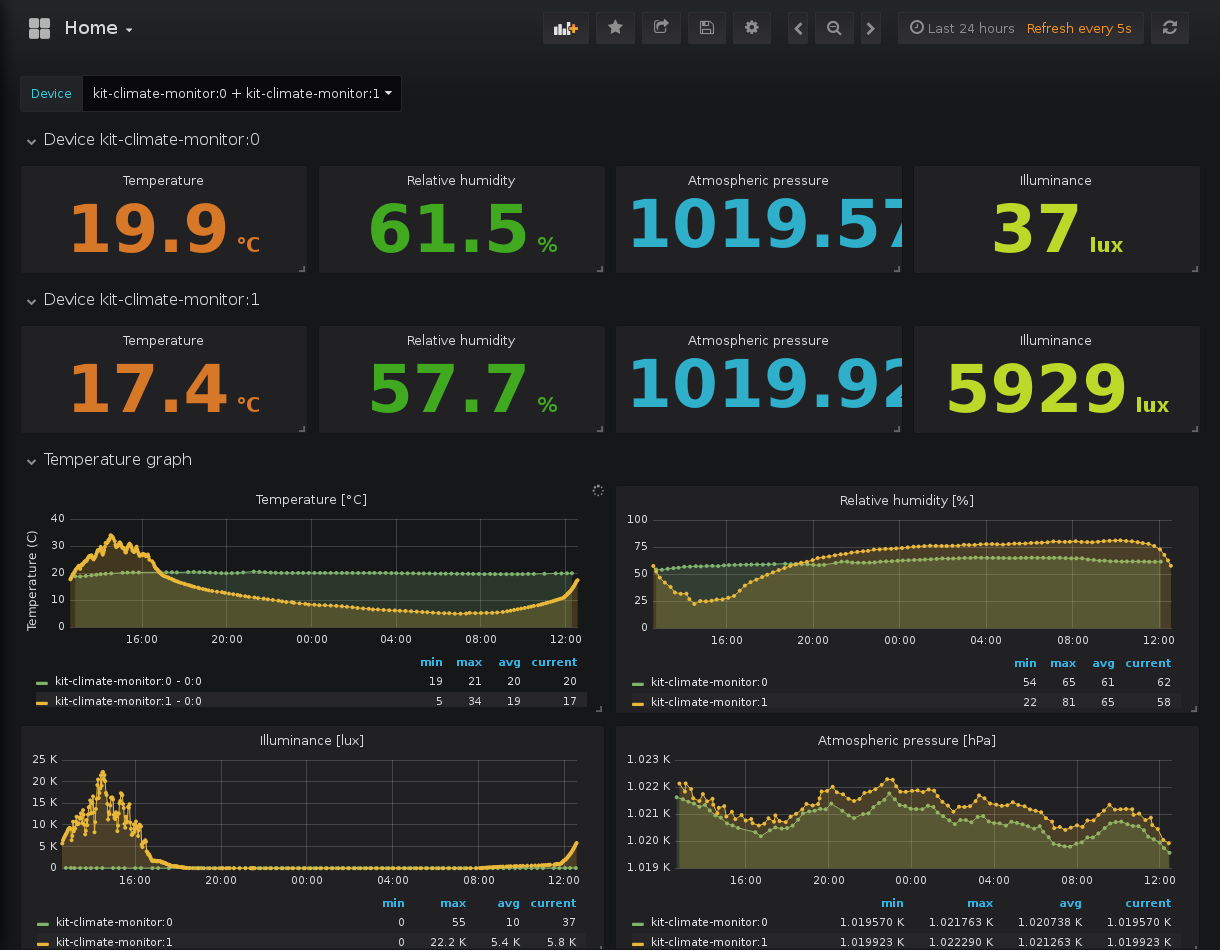 Home
Last 24 hours Refresh every 5s
Device kit-climate-monitor:0 + kit-climate-monitor:1
Device kit-climate-monitor:0
Temperature Relative humidity Atmospheric pressure Illuminance
19.9 °C 61.5 % 1019.57 37 lux
Device kit-climate-monitor:1
Temperature Relative humidity Atmospheric pressure Illuminance
17.4 °C 57.7 % 1019.92 5929 lux
Temperature graph
Temperature [°C]
Temperature (C)
40
30
20
10
0
16:00 20:00 00:00 04:00 08:00 12:00
min max avg current
kit-climate-monitor:0 - 0:0 19 21 20 20
kit-climate-monitor:1 - 0:0 5 34 19 17
Relative humidity [%]
100
75
50
25
0
16:00 20:00 00:00 04:00 08:00 12:00
min max avg current
kit-climate-monitor:0 54 65 61 62
kit-climate-monitor:1 22 81 65 58
Illuminance [lux]
25 K
20 K
15 K
10 K
5 K
0
16:00 20:00 00:00 04:00 08:00 12:00
min max avg current
kit-climate-monitor:0 0 55 10 37
kit-climate-monitor:1 0 22.2 K 5.4 K 5.8 K
Atmospheric pressure [hPa]
1.023 K
1.022 K
1.021 K
1.020 K
1.019 K
16:00 20:00 00:00 04:00 08:00 12:00
min max avg current
kit-climate-monitor:0 1.019570 K 1.021763 K 1.020738 K 1.019570 K
kit-climate-monitor:1 1.019923 K 1.022290 K 1.021263 K 1.019923 K